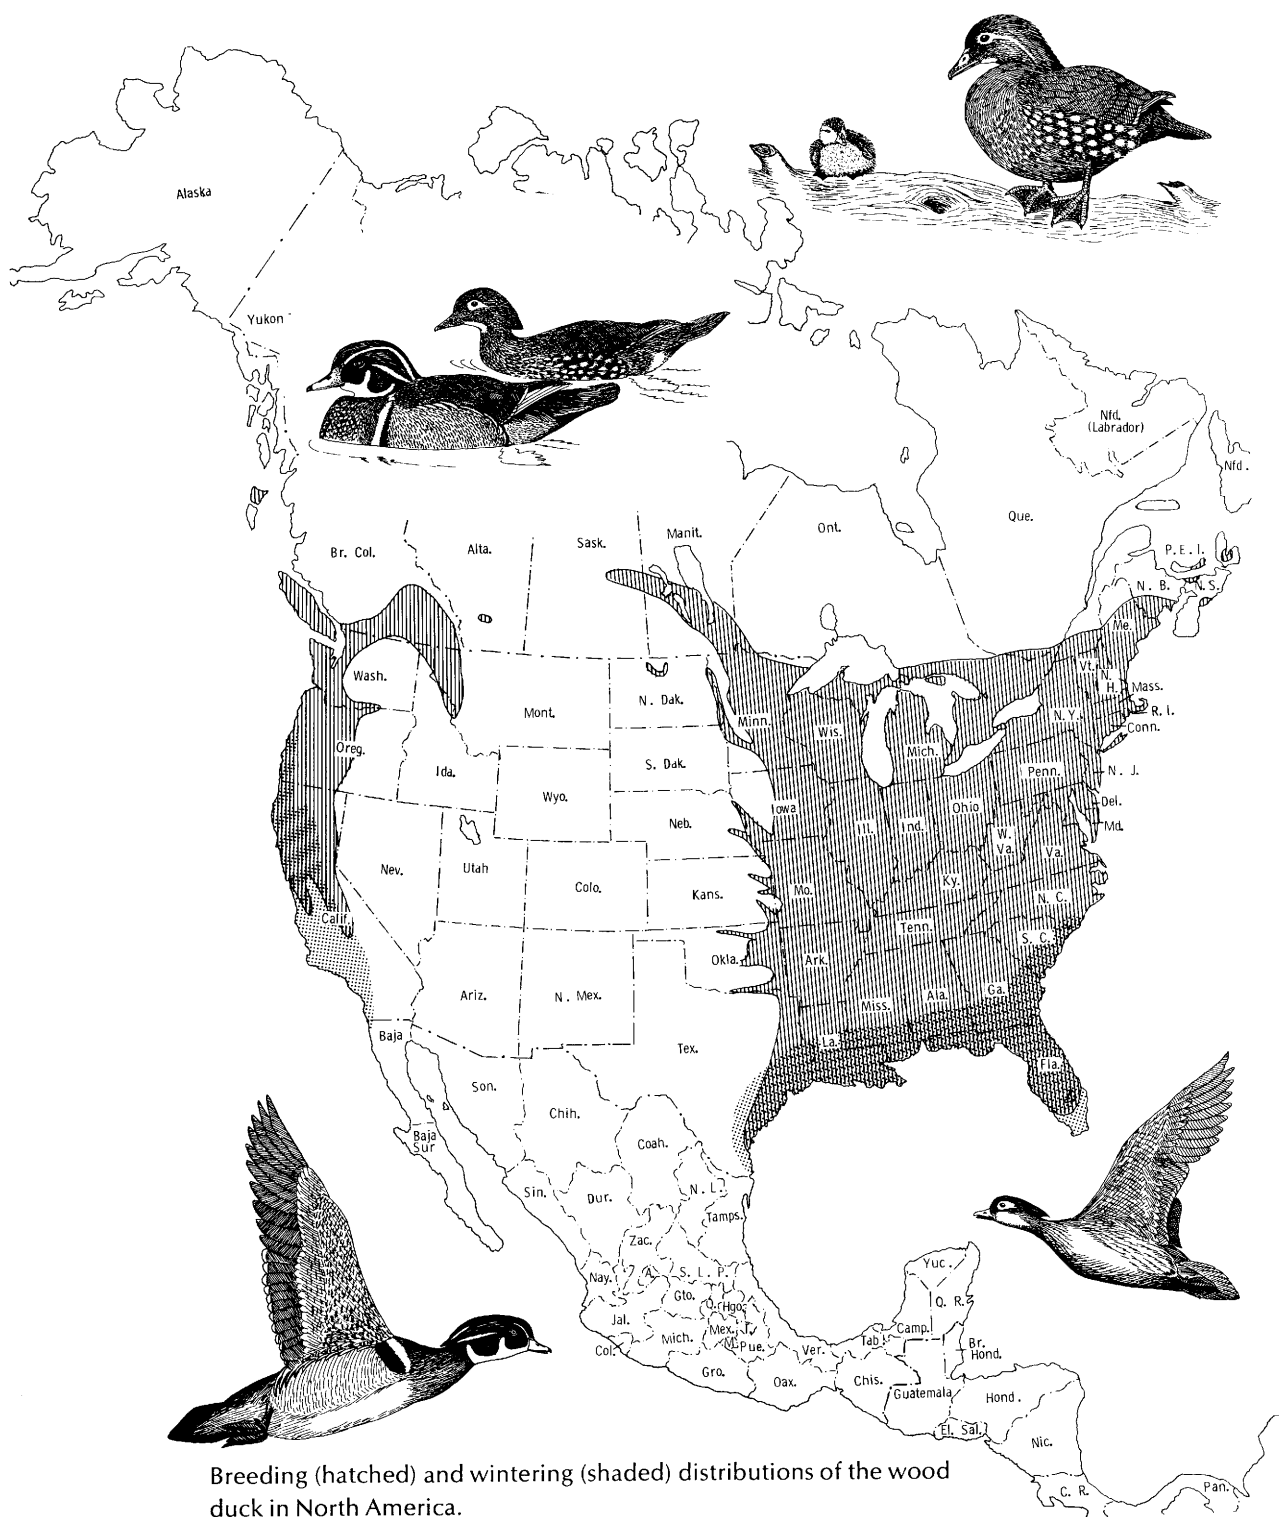 Alaska
Yukon
Nfd.
(Labrador)
Nfd.
Que.
Ont.
Manit.
Sask.
Alta.
Br. Col.
P.E.I.
N. B.
N.S.
Me.
Vt.
N.
H.
Mass.
R.I.
Conn.
N.Y.
Wash.
Mont.
N. Dak.
Minn.
Wis.
Mich.
Oreg.
Ida.
S. Dak.
Penn.
N. J.
Wyo.
Iowa
Ohio
Del.
Neb.
Ill.
Ind.
W.
Va.
Md.
Va.
Nev.
Utah
Colo.
Kans.
Mo.
Ky.
N. C.
Calif.
Tenn.
S. C.
Okla.
Ark.
Ariz.
N. Mex.
Miss.
Ala.
Ga.
Baja
Tex.
La.
Fla.
Son.
Chih.
Baja
Sur
Coah.
Sin.
Dur.
N. L.
Tamps.
Zac.
Nay.
A.
S. L. P.
Yuc.
Gto.
Q.
Hgo.
Q. R.
Jal.
Mich.
Mex.
T.
M.
Pue.
Camp.
Tab
Col.
Ver.
Br.
Hond.
Gro.
Oax.
Chis.
Guatemala
Hond.
El. Sal.
Nic.
C. R.
Pan.
Breeding (hatched) and wintering (shaded) distributions of the wood
duck in North America.